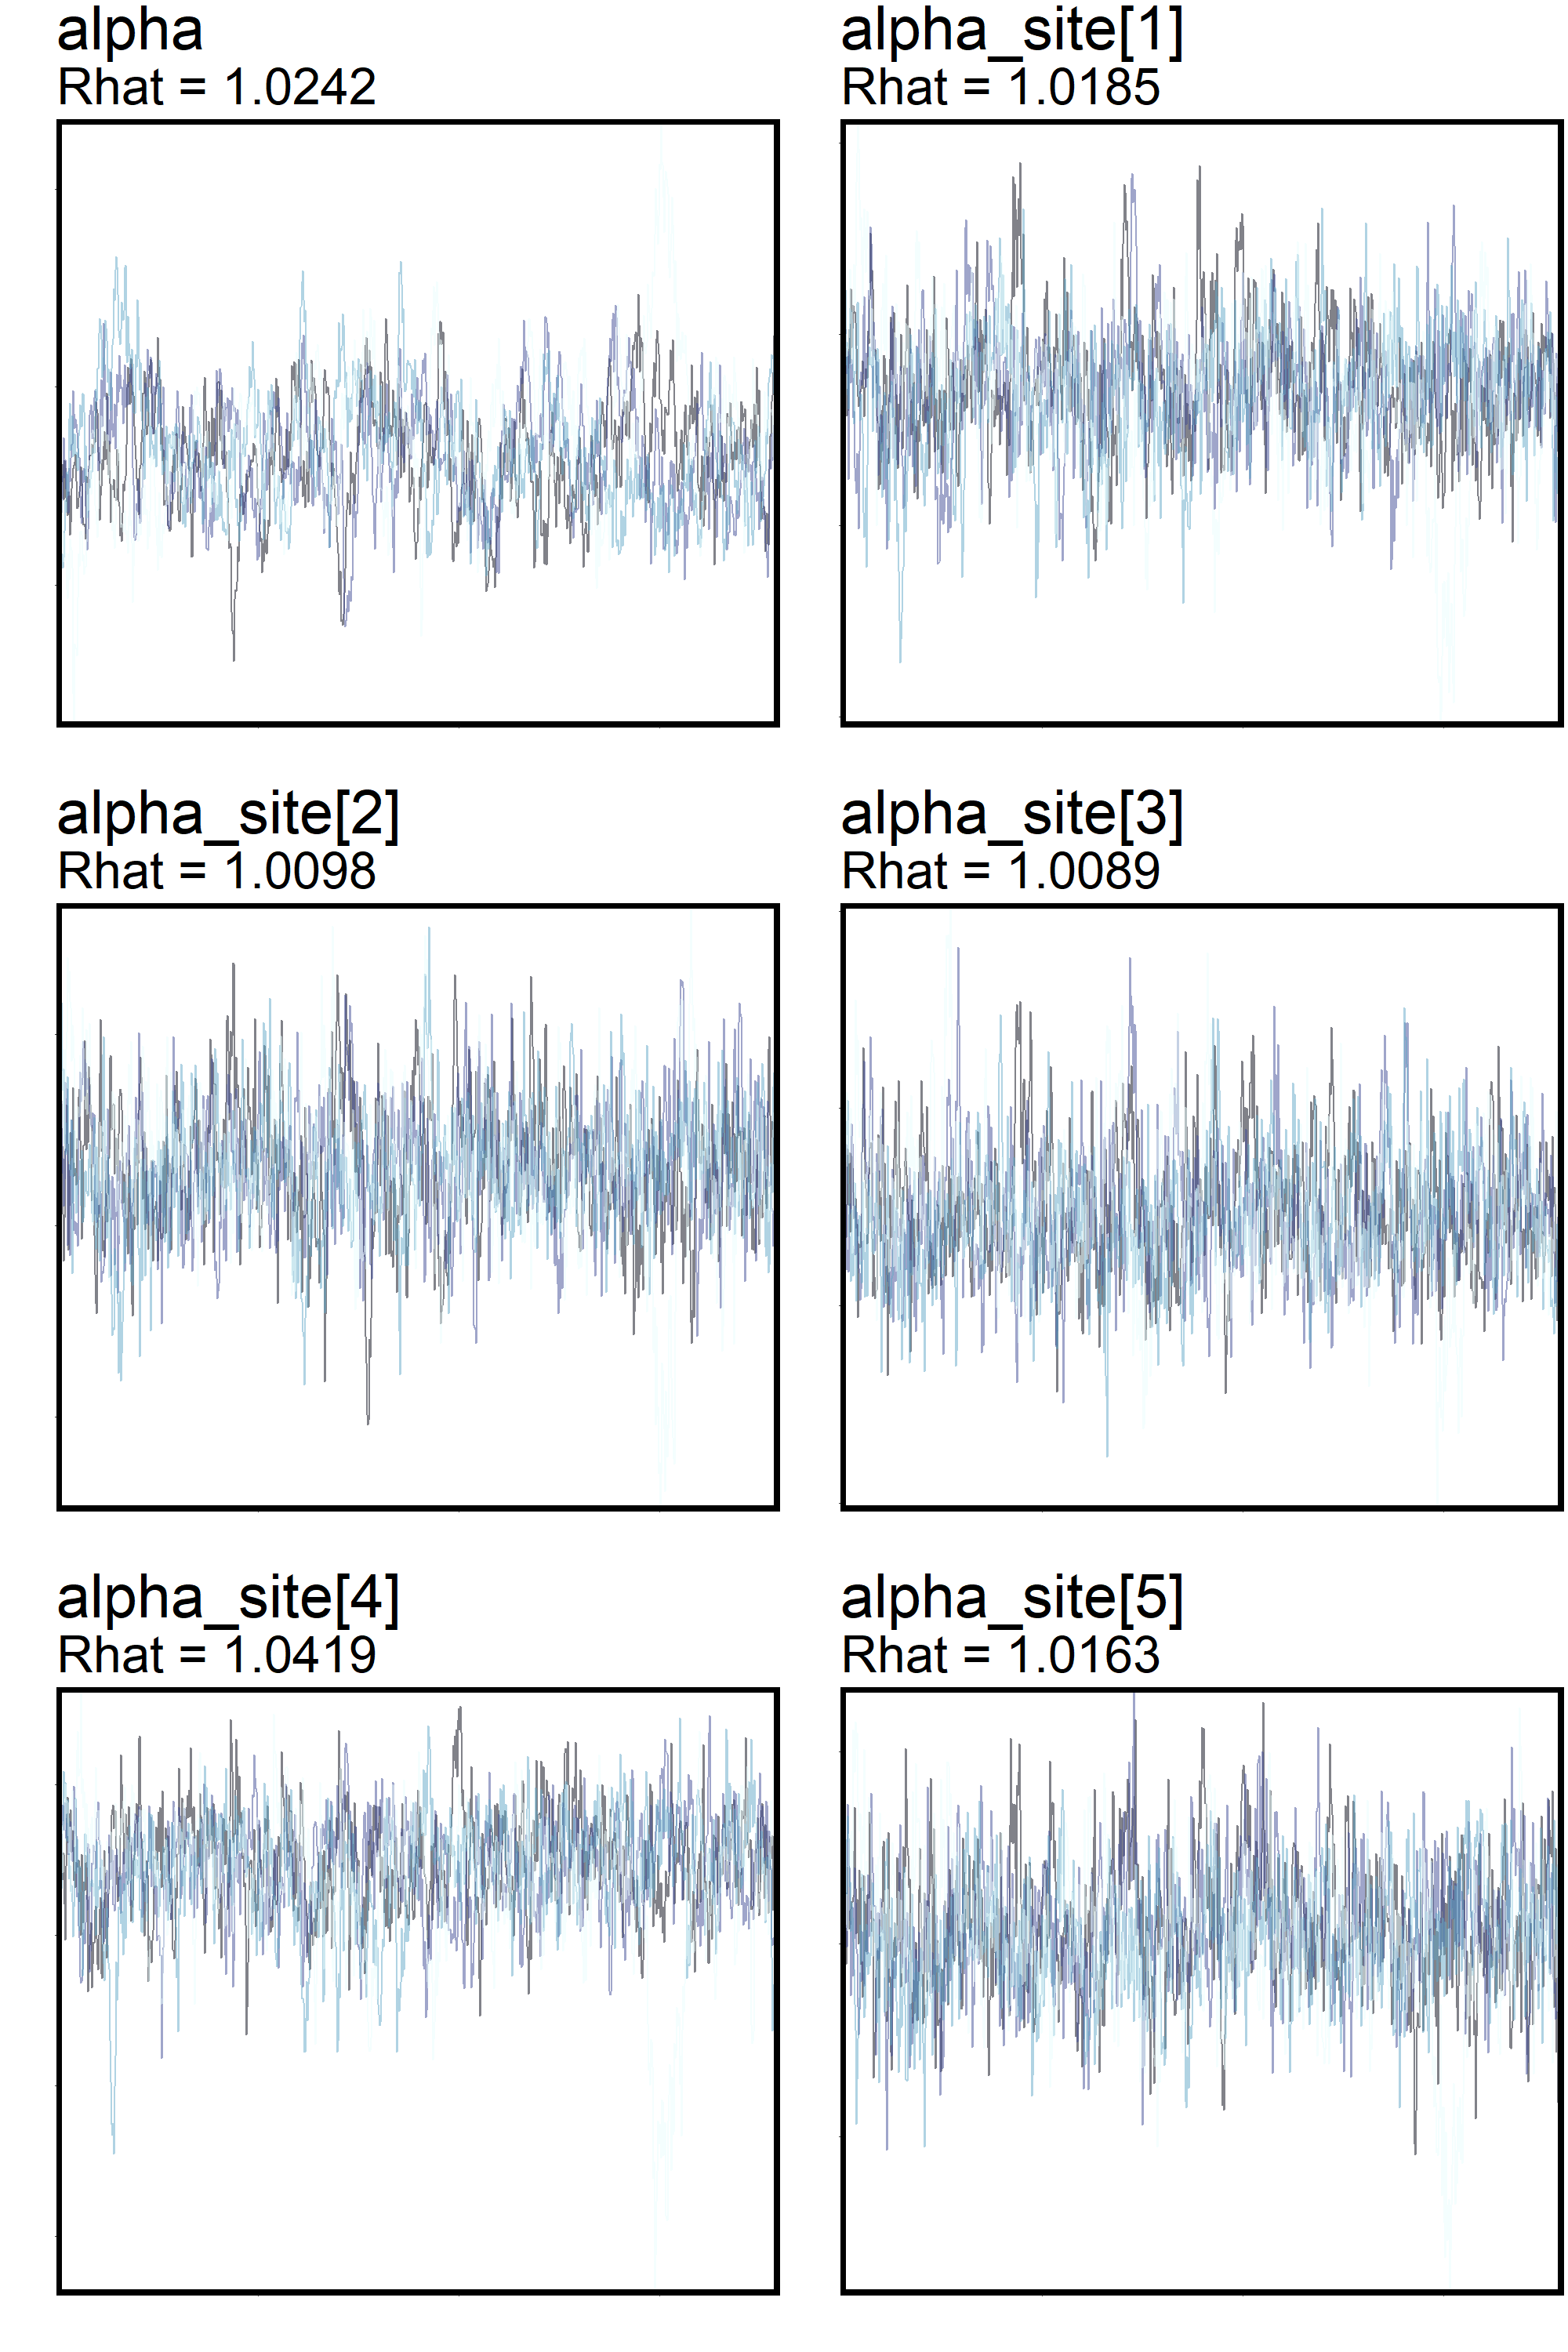 alpha
Rhat = 1.0242
alpha_site[1]
Rhat = 1.0185
alpha_site[2]
Rhat = 1.0098
alpha_site[3]
Rhat = 1.0089
alpha_site[4]
Rhat = 1.0419
alpha_site[5]
Rhat = 1.0163